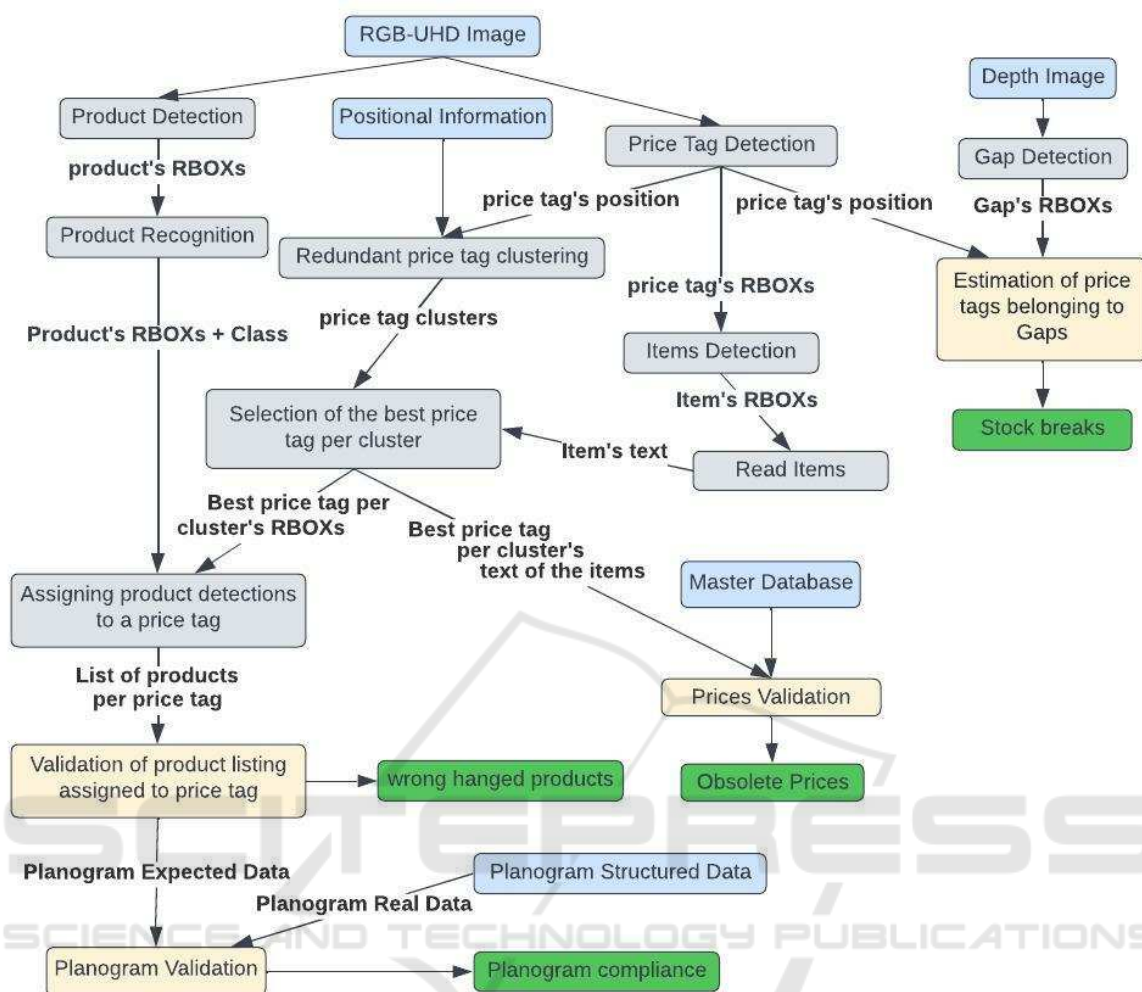 RGB-UHD Image
Depth Image
Product Detection
Positional Information
Price Tag Detection
Gap Detection
product's RBOXs
price tag's position
price tag's position
Gap's RBOXs
Product Recognition
Redundant price tag clustering
Estimation of price
tags belonging to
Gaps
price tag's RBOXs
Product's RBOXs + Class
price tag clusters
Items Detection
Item's RBOXs
Selection of the best price
tag per cluster
Stock breaks
Item's text
Read Items
Best price tag per
cluster's RBOXs
Best price tag
per cluster's
text of the items
Master Database
Assigning product detections
to a price tag
List of products
per price tag
Prices Validation
Validation of product listing
assigned to price tag
wrong hanged products
Obsolete Prices
SCITEPRESS
Planogram Expected Data
Planogram Structured Data
Planogram Real Data
SCIENCE AND TECHNOLOGY PUBLICATIONS
Planogram Validation
Planogram compliance